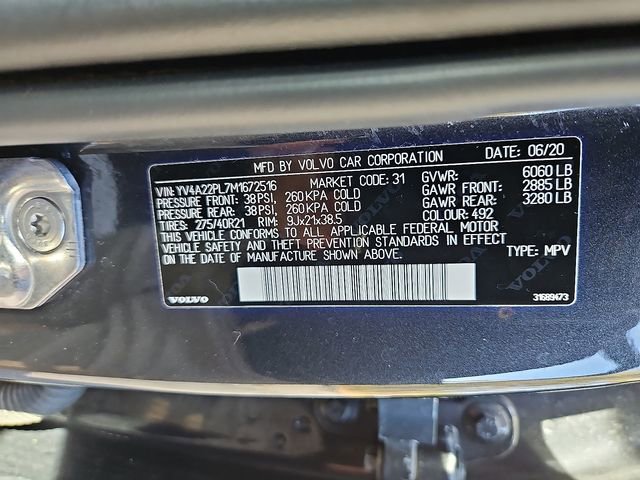 MFD BY VOLVO CAR CORPORATION DATE: 06/20
VIN:YV4A22PL7M1672516 MARKET CODE: 31 GVWR: 6060 LB
PRESSURE FRONT: 38PSI, 260KPA COLD GAWR FRONT: 2885 LB
PRESSURE REAR: 38PSI, 260KPA COLD GAWR REAR: 3280 LB
TIRES: 275/40R21 RIM: 9Jx21x38.5 COLOUR: 492
THIS VEHICLE CONFORMS TO ALL APPLICABLE FEDERAL MOTOR
VEHICLE SAFETY AND THEFT PREVENTION STANDARDS IN EFFECT
ON THE DATE OF MANUFACTURE SHOWN ABOVE. TYPE: MPV
VOLVO 31689473